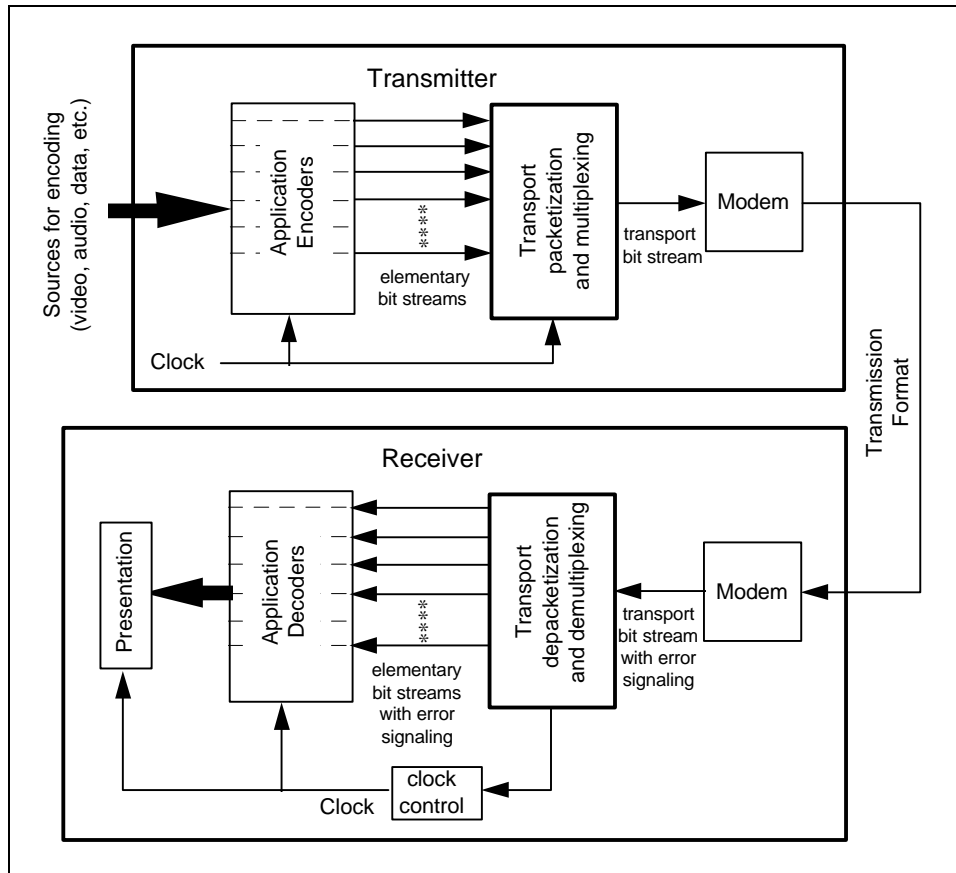 Transmitter
Sources for encoding
(video, audio, data, etc.)
Application
Encoders
****
elementary
bit streams
Transport
packetization
and multiplexing
transport
bit stream
Modem
Clock
Transmission
Format
Receiver
Presentation
Application
Decoders
****
elementary
bit streams
with error
signaling
Transport
depacketization
and demultiplexing
transport
bit stream
with error
signaling
Modem
Clock
clock
control